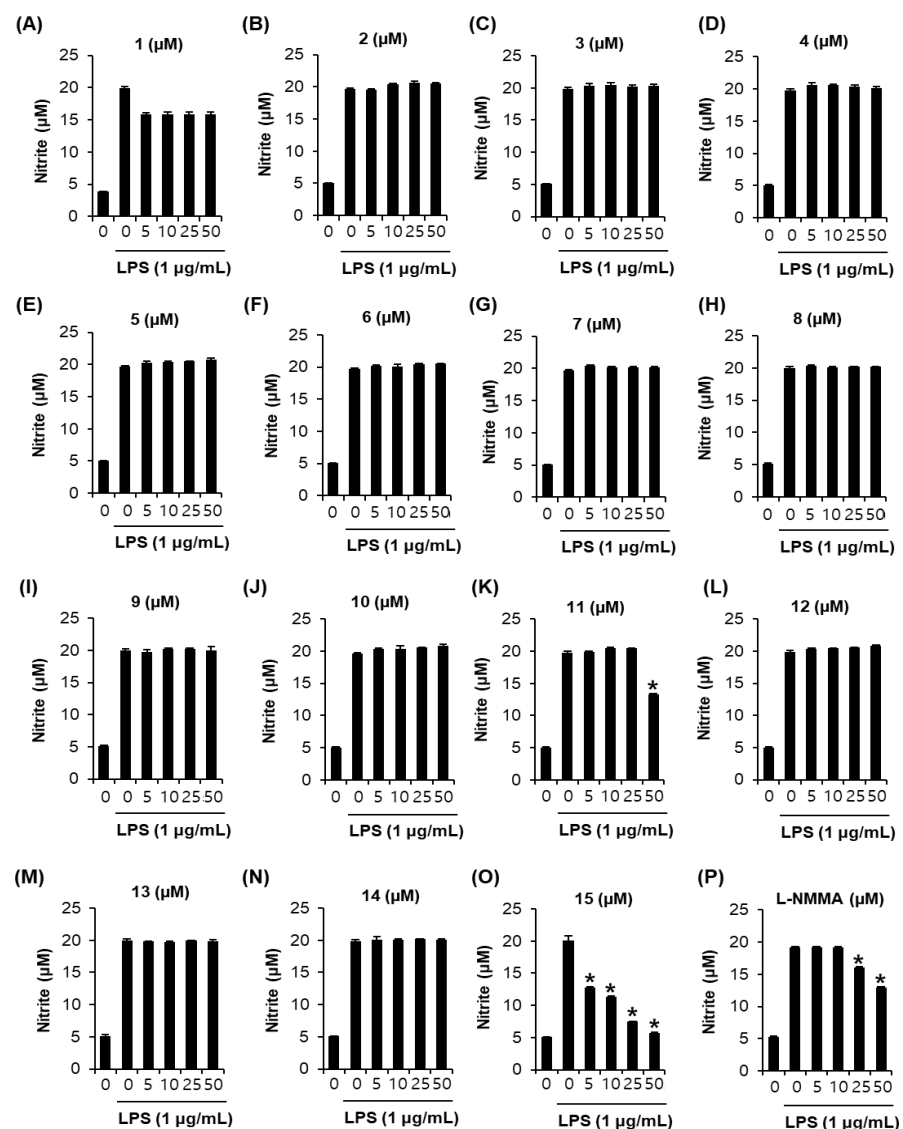 (A) (B) (C) (D)
1 (µM) 2 (µM) 3 (µM) 4 (µM)
25 25 25 25
20 20 20 20
15 15 15 15
10 10 10 10
5 5 5 5
0 0 0 0
Nitrite (µM) Nitrite (µM) Nitrite (µM) Nitrite (µM)
0 0 5 10 25 50 0 0 5 10 25 50 0 0 5 10 25 50 0 0 5 10 25 50
LPS (1 µg/mL) LPS (1 µg/mL) LPS (1 µg/mL) LPS (1 µg/mL)
(E) (F) (G) (H)
5 (µM) 6 (µM) 7 (µM) 8 (µM)
25 25 25 25
20 20 20 20
15 15 15 15
10 10 10 10
5 5 5 5
0 0 0 0
Nitrite (µM) Nitrite (µM) Nitrite (µM) Nitrite (µM)
0 0 5 10 25 50 0 0 5 10 25 50 0 0 5 10 25 50 0 0 5 10 25 50
LPS (1 µg/mL) LPS (1 µg/mL) LPS (1 µg/mL) LPS (1 µg/mL)
(I) (J) (K) (L)
9 (µM) 10 (µM) 11 (µM) 12 (µM)
25 25 25 25
20 20 20 20
15 15 15 15
*
10 10 10 10
5 5 5 5
0 0 0 0
Nitrite (µM) Nitrite (µM) Nitrite (µM) Nitrite (µM)
0 0 5 10 25 50 0 0 5 10 25 50 0 0 5 10 25 50 0 0 5 10 25 50
LPS (1 µg/mL) LPS (1 µg/mL) LPS (1 µg/mL) LPS (1 µg/mL)
(M) (N) (O) (P)
13 (µM) 14 (µM) 15 (µM) L-NMMA (µM)
25 25 25 25
20 20 20 20
15 15 15 15
* * * * * *
10 10 10 10
5 5 5 5
0 0 0 0
Nitrite (µM) Nitrite (µM) Nitrite (µM) Nitrite (µM)
0 0 5 10 25 50 0 0 5 10 25 50 0 0 5 10 25 50 0 0 5 10 25 50
LPS (1 µg/mL) LPS (1 µg/mL) LPS (1 µg/mL) LPS (1 µg/mL)